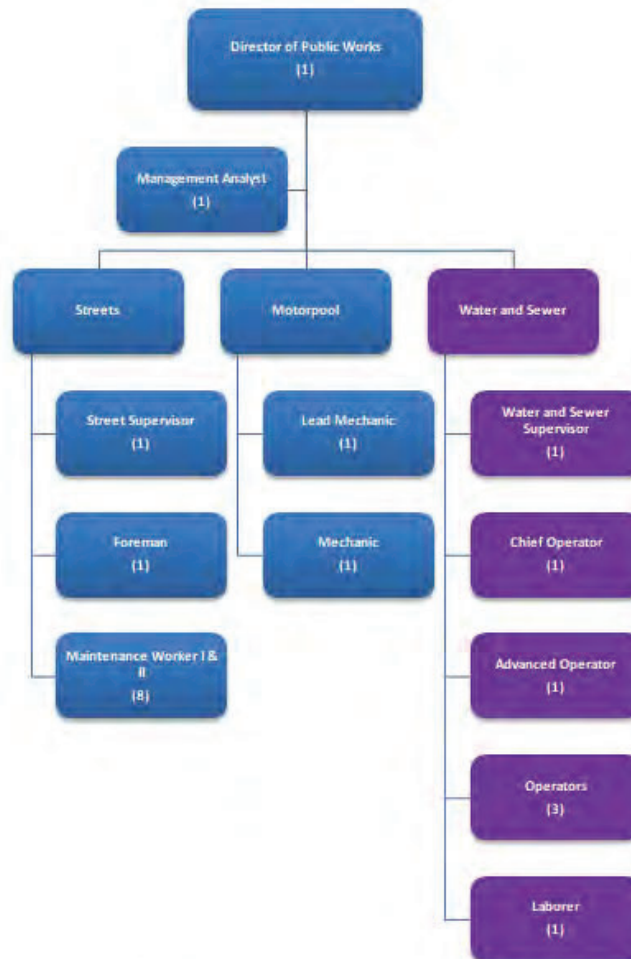 Director of Public Works
(1)
Management Analyst
(1)
Streets
Motorpool
Water and Sewer
Street Supervisor
(1)
Lead Mechanic
(1)
Water and Sewer
Supervisor
(1)
Foreman
(1)
Mechanic
(1)
Chief Operator
(1)
Maintenance Worker I &
II
(8)
Advanced Operator
(1)
Operators
(3)
Laborer
(1)